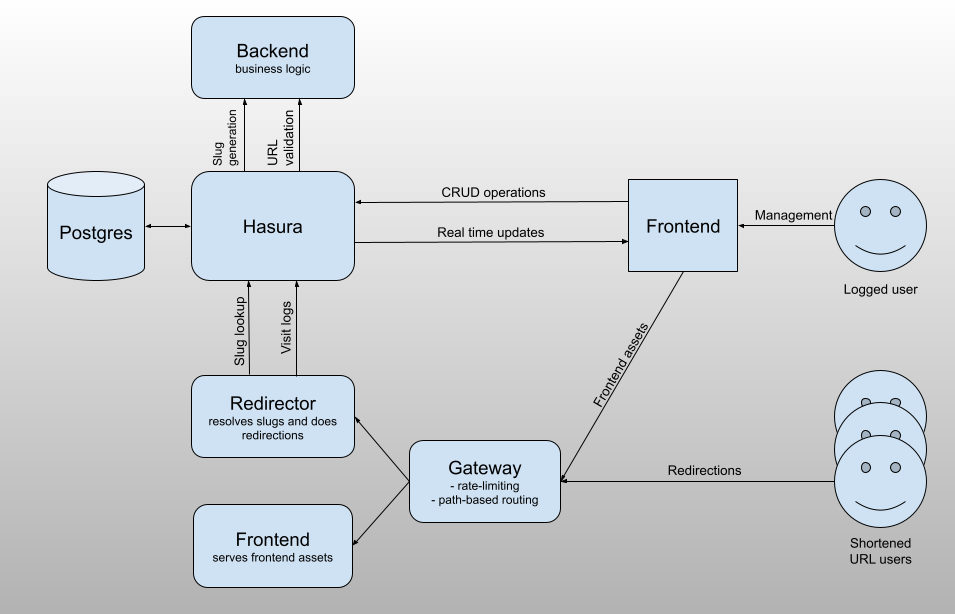 Backend
business logic
Slug
generation
URL
validation
Postgres
Hasura
CRUD operations
Real time updates
Frontend
Management
Logged user
Slug lookup
Visit logs
Frontend assets
Redirector
resolves slugs and does
redirections
Gateway
- rate-limiting
- path-based routing
Redirections
Frontend
serves frontend assets
Shortened
URL users